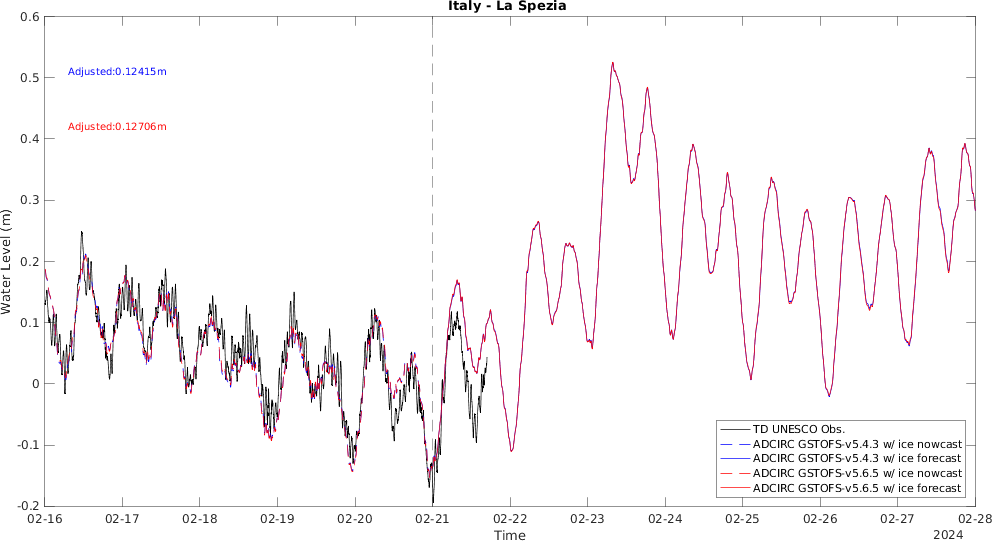 Italy - La Spezia
0.6
0.5
0.4
0.3
0.2
0.1
0
-0.1
-0.2
Water Level (m)
Adjusted:0.12415m
Adjusted:0.12706m
TD UNESCO Obs.
ADCIRC GSTOFS-v5.4.3 w/ ice nowcast
ADCIRC GSTOFS-v5.4.3 w/ ice forecast
ADCIRC GSTOFS-v5.6.5 w/ ice nowcast
ADCIRC GSTOFS-v5.6.5 w/ ice forecast
02-16 02-17 02-18 02-19 02-20 02-21 02-22 02-23 02-24 02-25 02-26 02-27 02-28
Time
2024